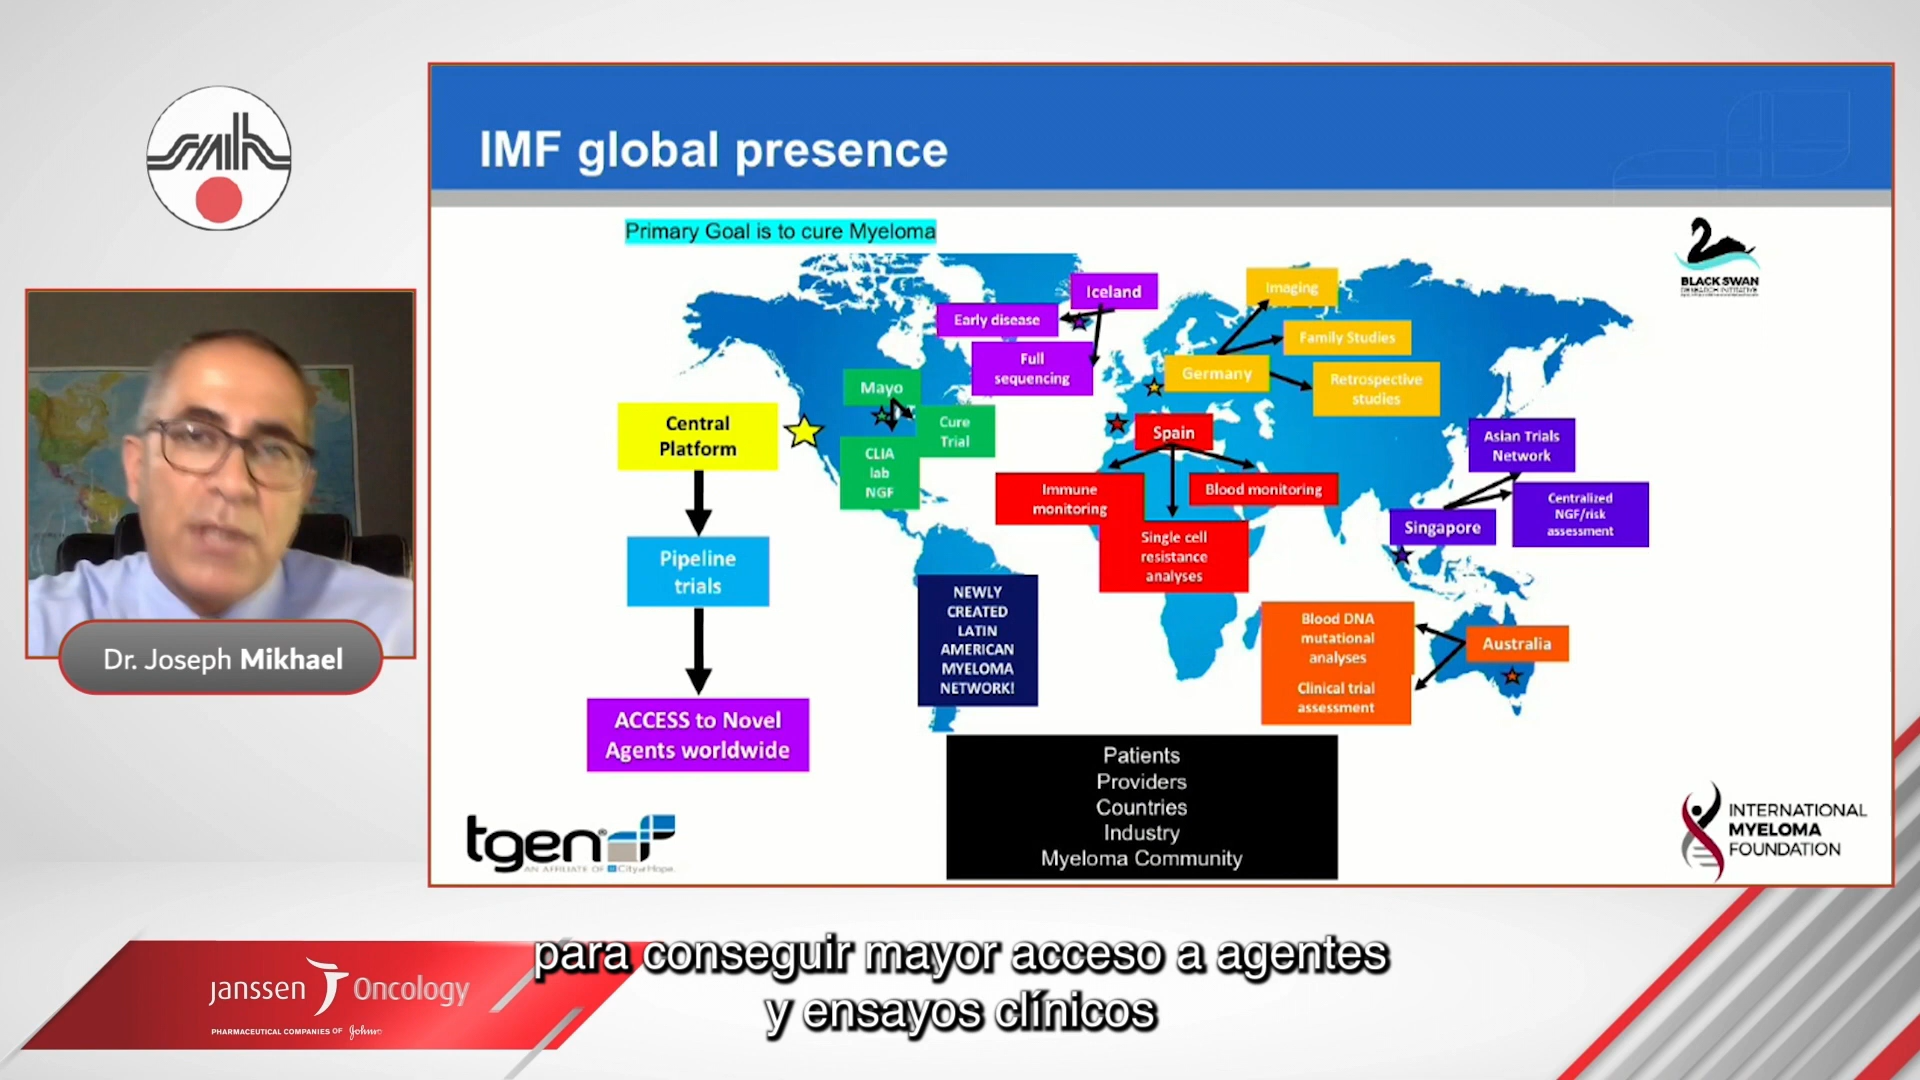 smh
IMF global presence
Primary Goal is to cure Myeloma
BLACK SWAN
RESEARCH INITIATIVE
Iceland
Early disease
Full
sequencing
Imaging
Family Studies
Germany
Retrospective
studies
Mayo
Cure
Trial
CLIA
lab
NGF
Central
Platform
Pipeline
trials
ACCESS to Novel
Agents worldwide
Spain
Immune
monitoring
Blood monitoring
Single cell
resistance
analyses
Asian Trials
Network
Centralized
NGF/risk
assessment
Singapore
NEWLY
CREATED
LATIN
AMERICAN
MYELOMA
NETWORK!
Blood DNA
mutational
analyses
Clinical trial
assessment
Australia
Patients
Providers
Countries
Industry
Myeloma Community
tgen
AN AFFILIATE OF City of Hope
INTERNATIONAL
MYELOMA
FOUNDATION
Dr. Joseph Mikhael
janssen Oncology
PHARMACEUTICAL COMPANIES OF Johnson
para conseguir mayor acceso a agentes
y ensayos clínicos